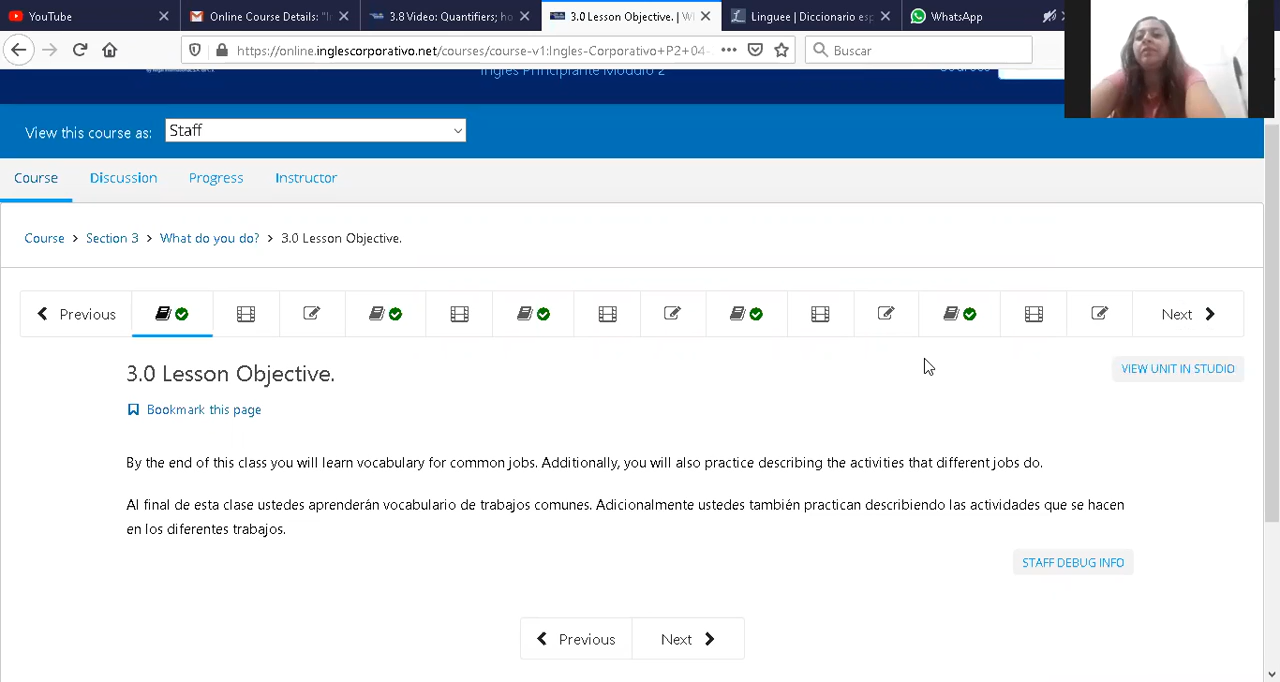 YouTube
Online Course Details: "I
3.8 Video: Quantifiers; ho
3.0 Lesson Objective. | W
Linguee | Diccionario esp
WhatsApp
https://online.inglescorporativo.net/courses/course-v1:Ingles-Corporativo+P2+04-
Buscar
Inglés Principiante Módulo 2
Courses
View this course as:
Staff
Course
Discussion
Progress
Instructor
Course > Section 3 > What do you do? > 3.0 Lesson Objective.
Previous
Next
3.0 Lesson Objective.
VIEW UNIT IN STUDIO
Bookmark this page
By the end of this class you will learn vocabulary for common jobs. Additionally, you will also practice describing the activities that different jobs do.
Al final de esta clase ustedes aprenderán vocabulario de trabajos comunes. Adicionalmente ustedes también practican describiendo las actividades que se hacen
en los diferentes trabajos.
STAFF DEBUG INFO
Previous
Next